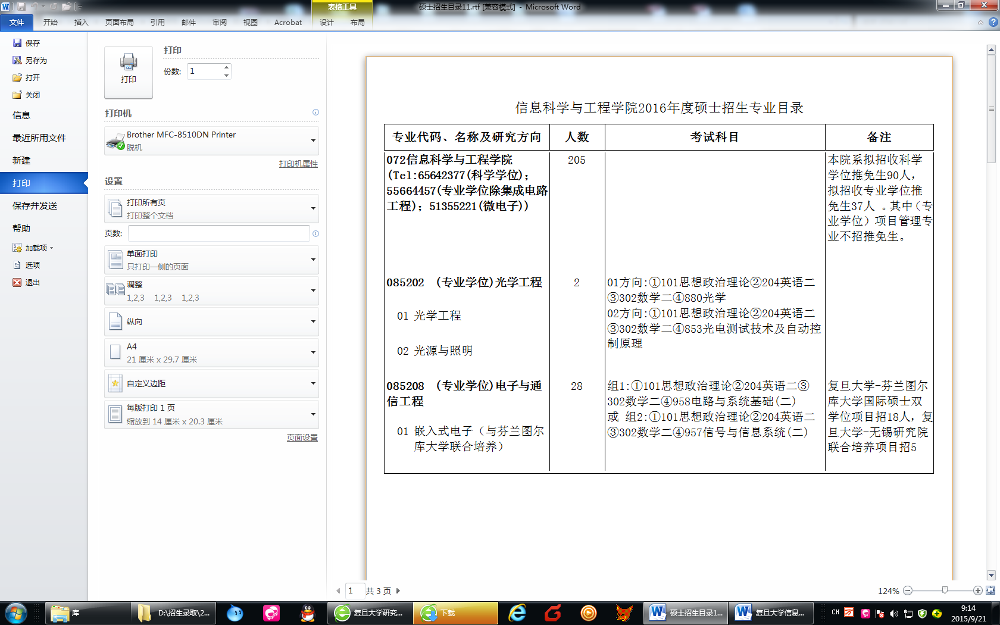 硕士招生目录11.rtf [兼容模式] - Microsoft Word
表格工具
文件 开始 插入 页面布局 引用 邮件 审阅 视图 Acrobat 设计 布局
保存
另存为
打开
关闭
信息
最近所用文件
新建
打印
保存并发送
帮助
加载项
选项
退出
打印
打印
份数: 1
打印机
Brother MFC-8510DN Printer
脱机
打印机属性
设置
打印所有页
打印整个文档
页数:
单面打印
只打印一侧的页面
调整
1,2,3 1,2,3 1,2,3
纵向
A4
21 厘米 x 29.7 厘米
自定义边距
每版打印 1 页
缩放到 14 厘米 x 20.3 厘米
页面设置
信息科学与工程学院2016年度硕士招生专业目录
专业代码、名称及研究方向 人数 考试科目 备注
072信息科学与工程学院
(Tel:65642377(科学学位);
55664457(专业学位除集成电路
工程); 51355221(微电子))
205
本院系拟招收科学
学位推免生90人,
拟招收专业学位推
免生37人 。其中（专
业学位）项目管理专
业不招推免生。
085202 (专业学位)光学工程
01 光学工程
02 光源与照明
2
01方向:①101思想政治理论②204英语二
③302数学二④880光学
02方向:①101思想政治理论②204英语二
③302数学二④853光电测试技术及自动控
制原理
085208 (专业学位)电子与通
信工程
01 嵌入式电子（与芬兰图尔
库大学联合培养）
28
组1:①101思想政治理论②204英语二③
302数学二④958电路与系统基础(二)
或 组2:①101思想政治理论②204英语二
③302数学二④957信号与信息系统(二)
复旦大学-芬兰图尔
库大学国际硕士双
学位项目招18人, 复
旦大学-无锡研究院
联合培养项目招5
1 共 3 页
124%
库
D:\招生录取\2...
复旦大学研究...
下载
硕士招生目录1...
复旦大学信息...
CH
9:14
2015/9/21